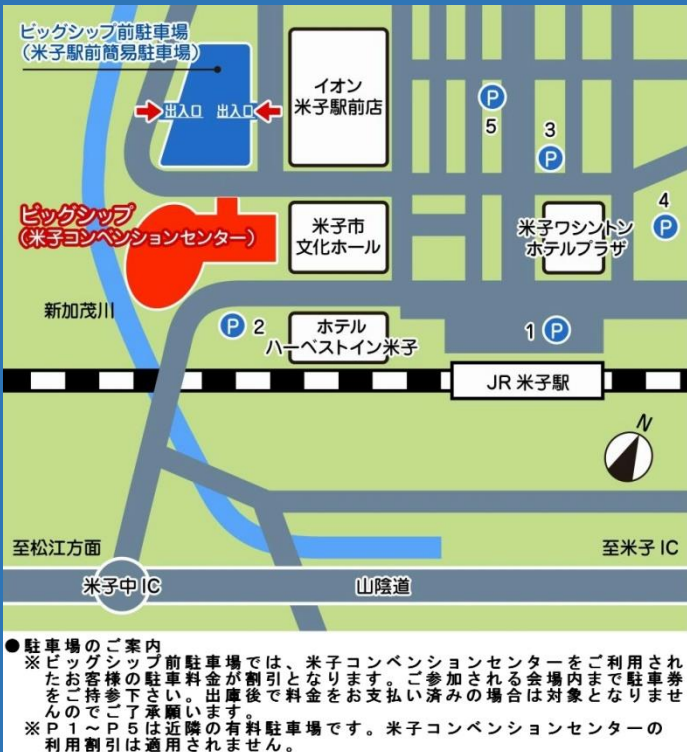 ビッグシップ前駐車場
(米子駅前簡易駐車場)
出入口 出入口
イオン
米子駅前店
P
5
3
P
ビッグシップ
(米子コンベンションセンター)
米子市
文化ホール
米子ワシントン
ホテルプラザ
4
P
新加茂川
P 2
ホテル
ハーベストイン米子
1 P
JR 米子駅
N
至松江方面
至米子 IC
米子中 IC
山陰道
●駐車場のご案内
※ビッグシップ前駐車場では、米子コンベンションセンターをご利用され
たお客様の駐車料金が割引となります。ご参加される会場内まで駐車券
をご持参下さい。出庫後で料金をお支払い済みの場合は対象となりませ
んのでご了承願います。
※P1～P5は近隣の有料駐車場です。米子コンベンションセンターの
利用割引は適用されません。